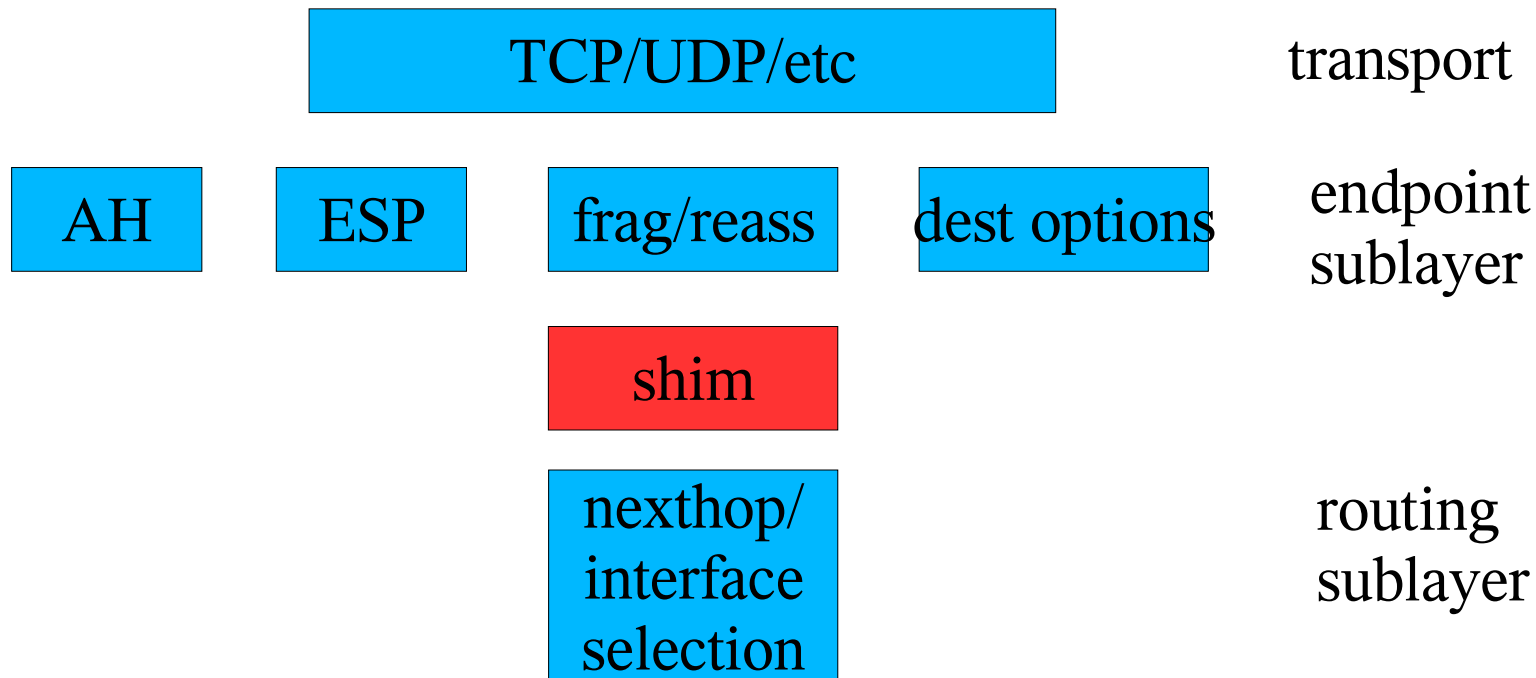 TCP/UDP/etc
transport
AH
ESP
frag/reass
dest options
endpoint
sublayer
shim
nexthop/
interface
selection
routing
sublayer